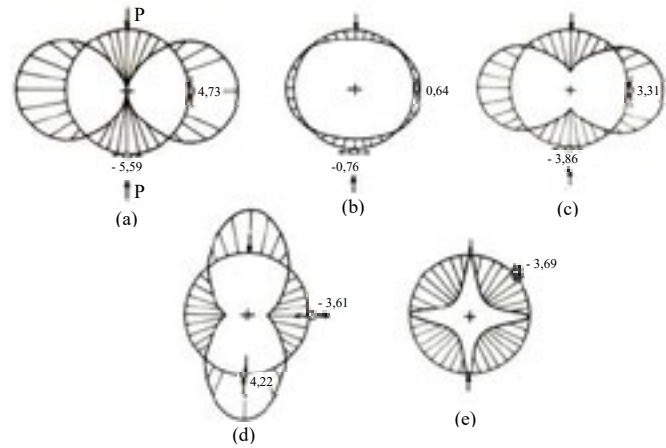 P
4,73
- 5,59
P
(a)
0,64
-0,76
(b)
3,31
- 3,86
(c)
- 3,61
4,22
(d)
- 3,69
(e)